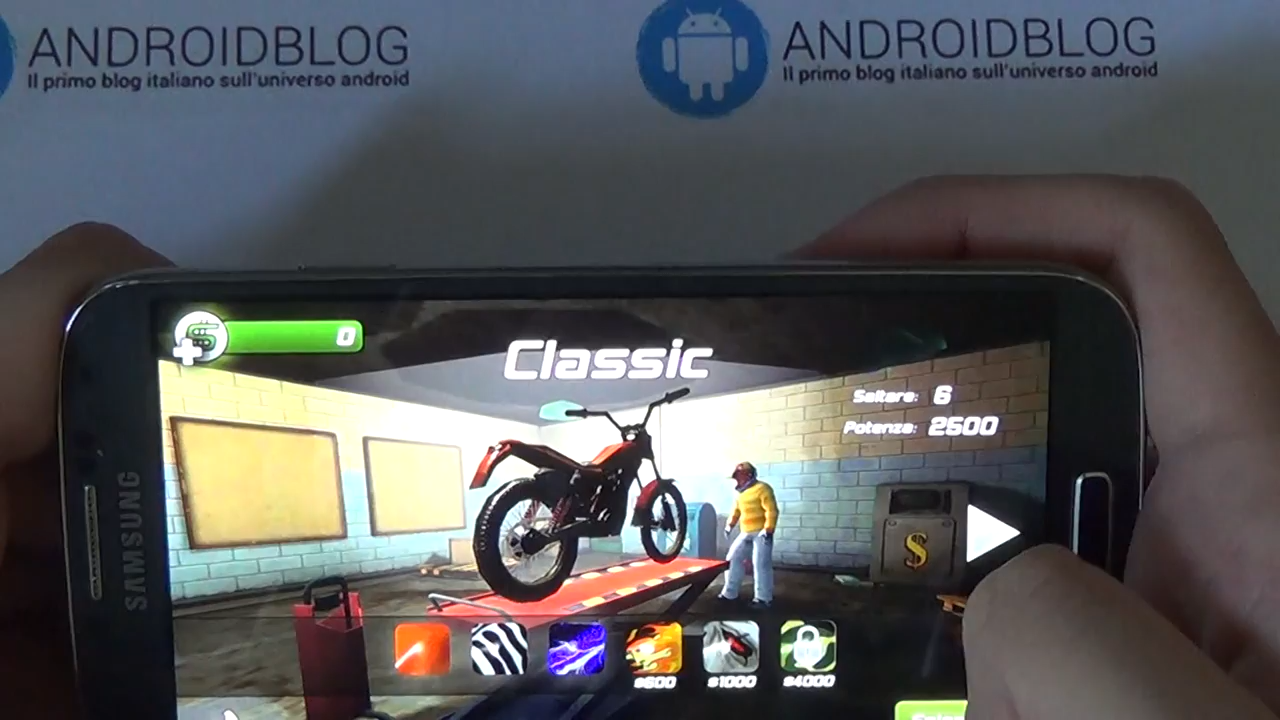 ANDROIDBLOG
Il primo blog italiano sull'universo android
ANDROIDBLOG
Il primo blog italiano sull'universo android
0
Classic
Saltare: 6
Potenza: 2600
$
SAMSUNG
$600
$1000
$4000